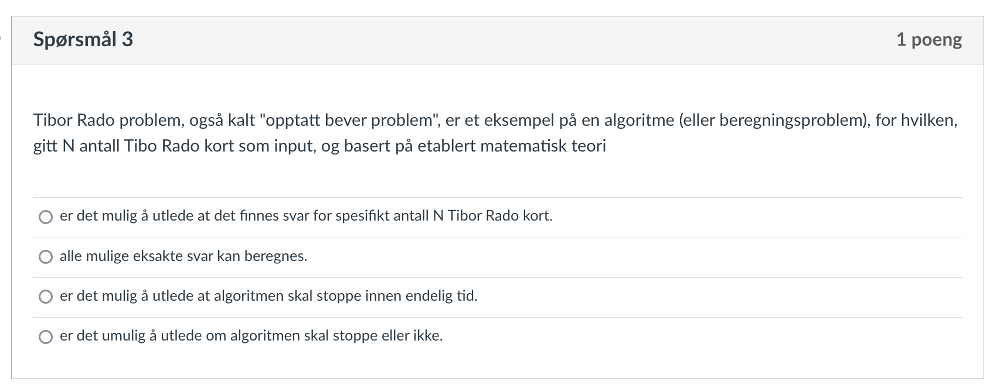 Spørsmål 3
1 poeng
Tibor Rado problem, også kalt "opptatt bever problem", er et eksempel på en algoritme (eller beregningsproblem), for hvilken,
gitt N antall Tibo Rado kort som input, og basert på etablert matematisk teori
er det mulig å utlede at det finnes svar for spesifikt antall N Tibor Rado kort.
alle mulige eksakte svar kan beregnes.
er det mulig å utlede at algoritmen skal stoppe innen endelig tid.
er det umulig å utlede om algoritmen skal stoppe eller ikke.